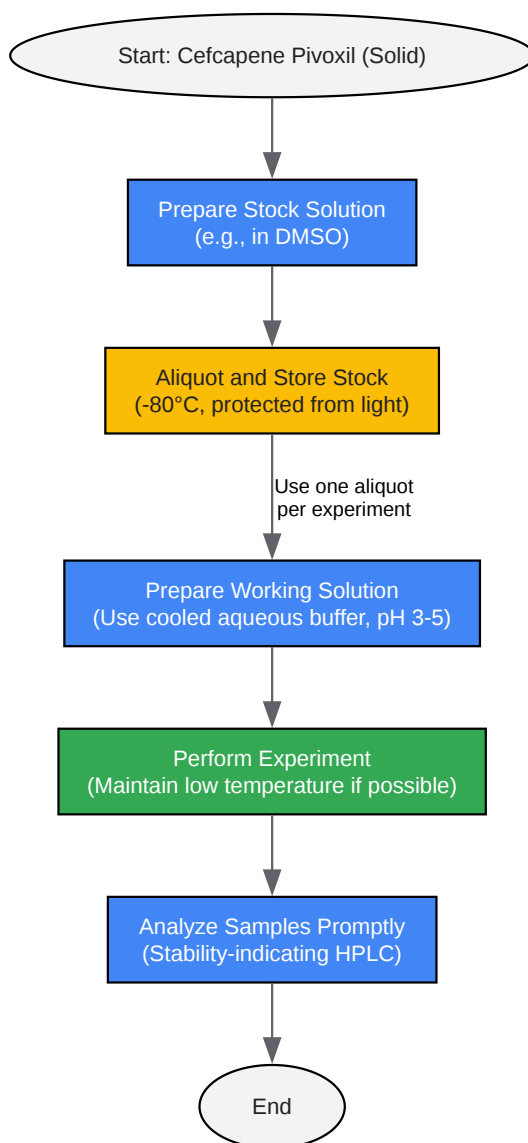 Start: Cefcapene Pivoxil (Solid)
Prepare Stock Solution
(e.g., in DMSO)
Aliquot and Store Stock
(-80°C, protected from light)
Use one aliquot
per experiment
Prepare Working Solution
(Use cooled aqueous buffer, pH 3-5)
Perform Experiment
(Maintain low temperature if possible)
Analyze Samples Promptly
(Stability-indicating HPLC)
End